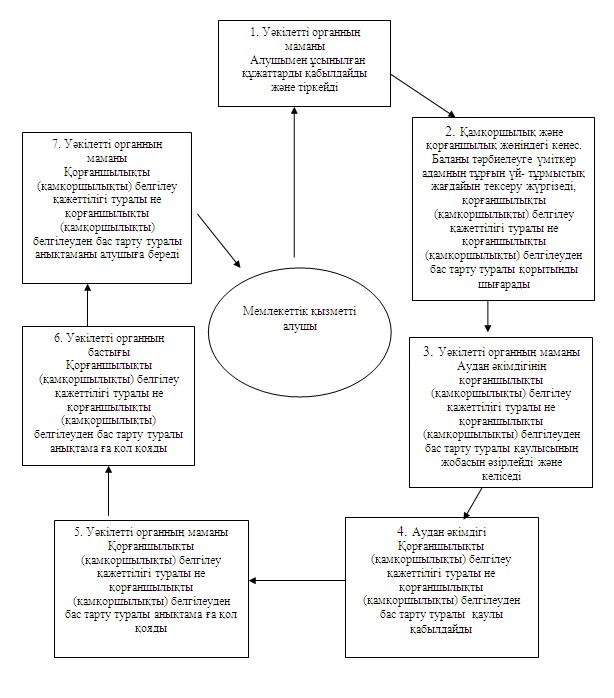 1. Уәкілетті органның
маманы
Алушымен ұсынылған
құжаттарды қабылдайды
және тіркейді
2. Қамқоршылық және
қорғаншылық жөніндегі кеңес.
Баланы тәрбиелеуге үміткер
адамның тұрғын үй- тұрмыстық
жағдайын тексеру жүргізеді,
қорғаншылықты
(қамқоршылықты) белгілеу
қажеттілігі туралы не
қорғаншылықты
(қамқоршылықты) белгілеуден
бас тарту туралы қорытынды
шығарады
3. Уәкілетті органның маманы
Аудан әкімдігінің
қорғаншылықты
(қамқоршылықты) белгілеу
қажеттілігі туралы не
қорғаншылықты
(қамқоршылықты) белгілеуден
бас тарту туралы қаулысының
жобасын әзірлейді және
келіседі
4. Аудан әкімдігі
Қорғаншылықты
(қамқоршылықты) белгілеу
қажеттілігі туралы не
қорғаншылықты
(қамқоршылықты) белгілеуден
бас тарту туралы қаулы
қабылдайды
5. Уәкілетті органның маманы
Қорғаншылықты
(қамқоршылықты) белгілеу
қажеттілігі туралы не
қорғаншылықты
(қамқоршылықты) белгілеуден
бас тарту туралы анықтама ға қол
қояды
6. Уәкілетті органның
бастығы
Қорғаншылықты
(қамқоршылықты) белгілеу
қажеттілігі туралы не
қорғаншылықты
(қамқоршылықты)
белгілеуден бас тарту туралы
анықтама ға қол қояды
7. Уәкілетті органның
маманы
Қорғаншылықты
(қамқоршылықты) белгілеу
қажеттілігі туралы не
қорғаншылықты
(қамқоршылықты)
белгілеуден бас тарту туралы
анықтаманы алушыға береді
Мемлекеттік қызметті
алушы